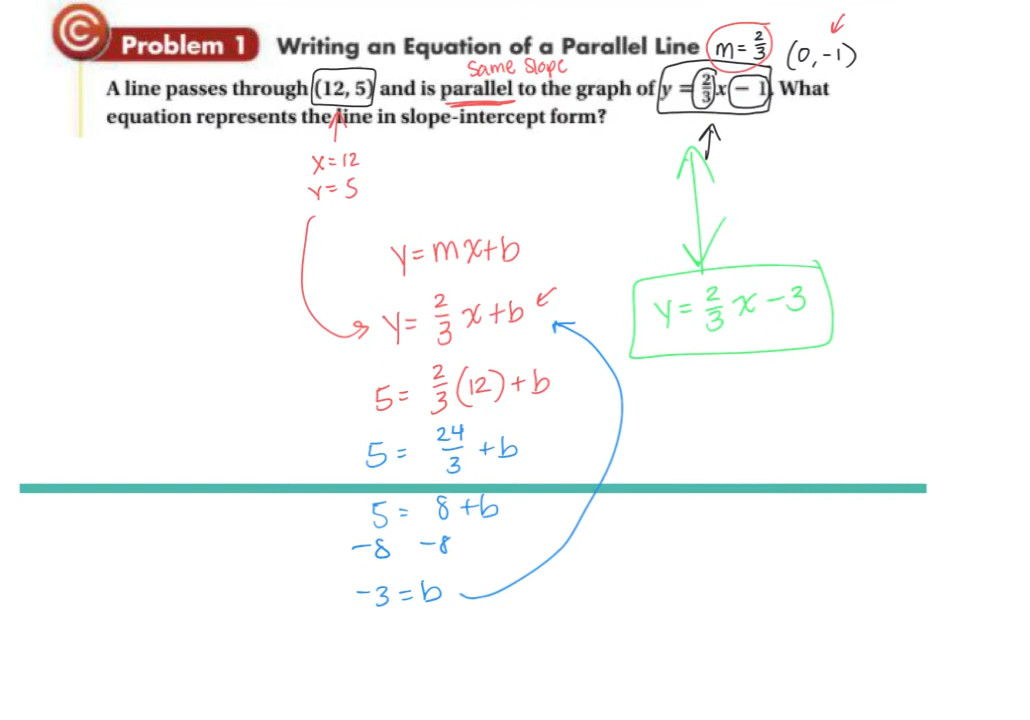 C Problem 1 Writing an Equation of a Parallel Line m = 2/3 (0, -1)
Same Slope
A line passes through (12, 5) and is parallel to the graph of y = 2/3 x - 1. What
equation represents the line in slope-intercept form?
x = 12
y = 5
y = mx + b
y = 2/3 x + b
y = 2/3 x - 3
5 = 2/3 (12) + b
5 = 24/3 + b
5 = 8 + b
-8 -8
-3 = b